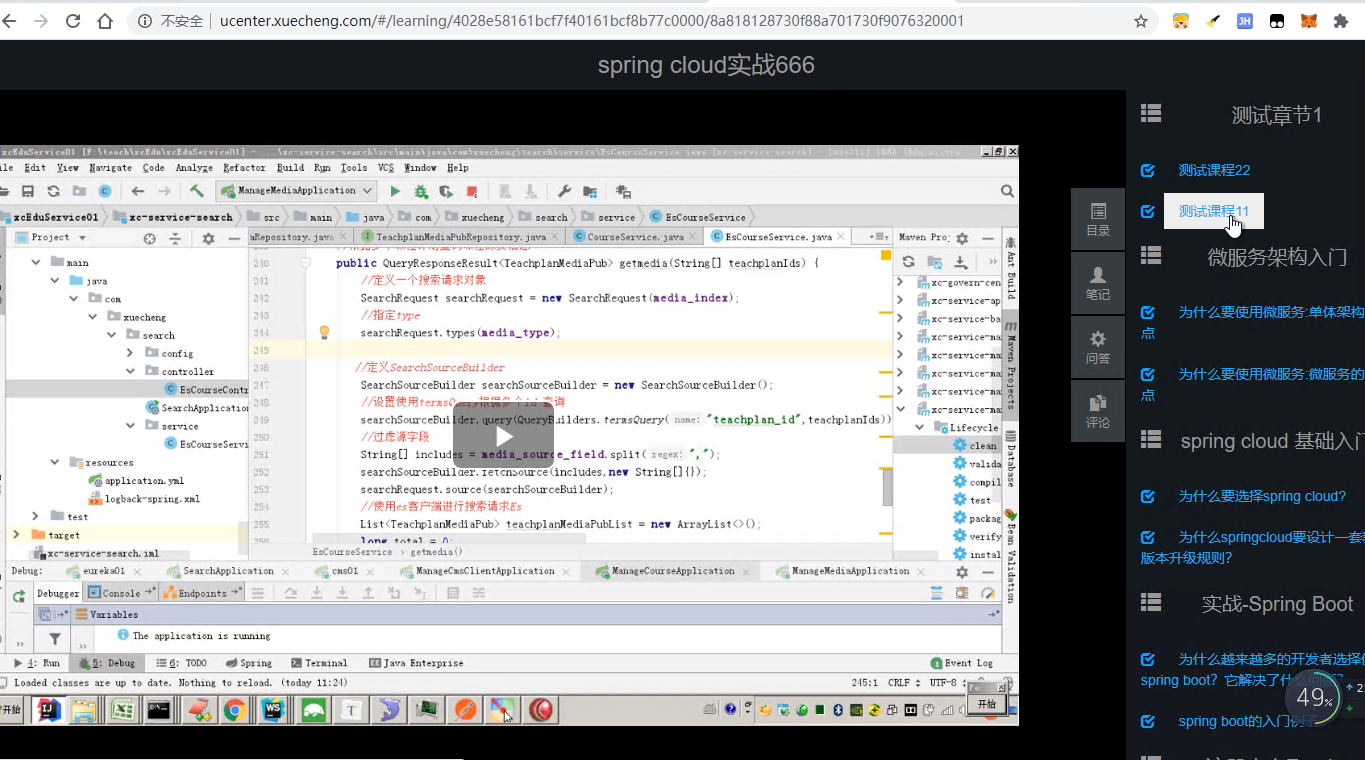 不安全 | ucenter.xuecheng.com/#/learning/4028e58161bcf7f40161bcf8b77c0000/8a818128730f88a701730f9076320001
spring cloud实战666
xcEduService01 [F:\teach\xcEdu\xcEduService01] - ...\xc-service-search\src\main\java\com\xuecheng\search\service\EsCourseService.java [xc-service-search] - IntelliJ IDEA (Administra
ile Edit View Navigate Code Analyze Refactor Build Run Tools VCS Window Help
ManageMediaApplication
xcEduService01 xc-service-search src main java com xuecheng search service EsCourseService
Project
aRepository.java TeachplanMediaPubRepository.java CourseService.java EsCourseService.java
Maven Proj
main
java
com
xuecheng
search
config
controller
EsCourseContr
SearchApplication
service
EsCourseServi
resources
application.yml
logback-spring.xml
test
target
xc-service-search.iml
240 public QueryResponseResult<TeachplanMediaPub> getmedia(String[] teachplanIds) {
241 //定义一个搜索请求对象
242 SearchRequest searchRequest = new SearchRequest(media_index);
243 //指定type
244 searchRequest.types(media_type);
245
246 //定义SearchSourceBuilder
247 SearchSourceBuilder searchSourceBuilder = new SearchSourceBuilder();
248 //设置使用termsQuery根据多个id 查询
249 searchSourceBuilder.query(QueryBuilders.termsQuery( name: "teachplan_id",teachplanIds))
250 //过虑源字段
251 String[] includes = media_source_field.split( regex: ",");
252 searchSourceBuilder.fetchSource(includes,new String[]{});
253 searchRequest.source(searchSourceBuilder);
254 //使用es客户端进行搜索请求Es
255 List<TeachplanMediaPub> teachplanMediaPubList = new ArrayList<>();
256 long total = 0;
EsCourseService › getmedia()
xc-govern-cen
xc-service-ap
xc-service-ba
xc-service-ma
xc-service-ma
xc-service-ma
xc-service-ma
xc-service-ma
Lifecycle
clean
valida
compil
test
packag
verify
instal
Ant Build
Maven Projects
Database
Bean Validation
Debug: eureka01 SearchApplication cms01 ManageCmsClientApplication ManageCourseApplication ManageMediaApplication
Debugger Console Endpoints
Variables
The application is running
4: Run 5: Debug 6: TODO Spring Terminal Java Enterprise Event Log
Loaded classes are up to date. Nothing to reload. (today 11:24) 245:1 CRLF UTF-8
开始
开始
目录
笔记
问答
评论
测试章节1
测试课程22
测试课程11
微服务架构入门
为什么要使用微服务:单体架构
点
为什么要使用微服务:微服务的
点
spring cloud 基础入门
为什么要选择spring cloud?
为什么springcloud要设计一套
版本升级规则?
实战-Spring Boot
为什么越来越多的开发者选择
spring boot？它解决了什么问题?
spring boot的入门例子
49%